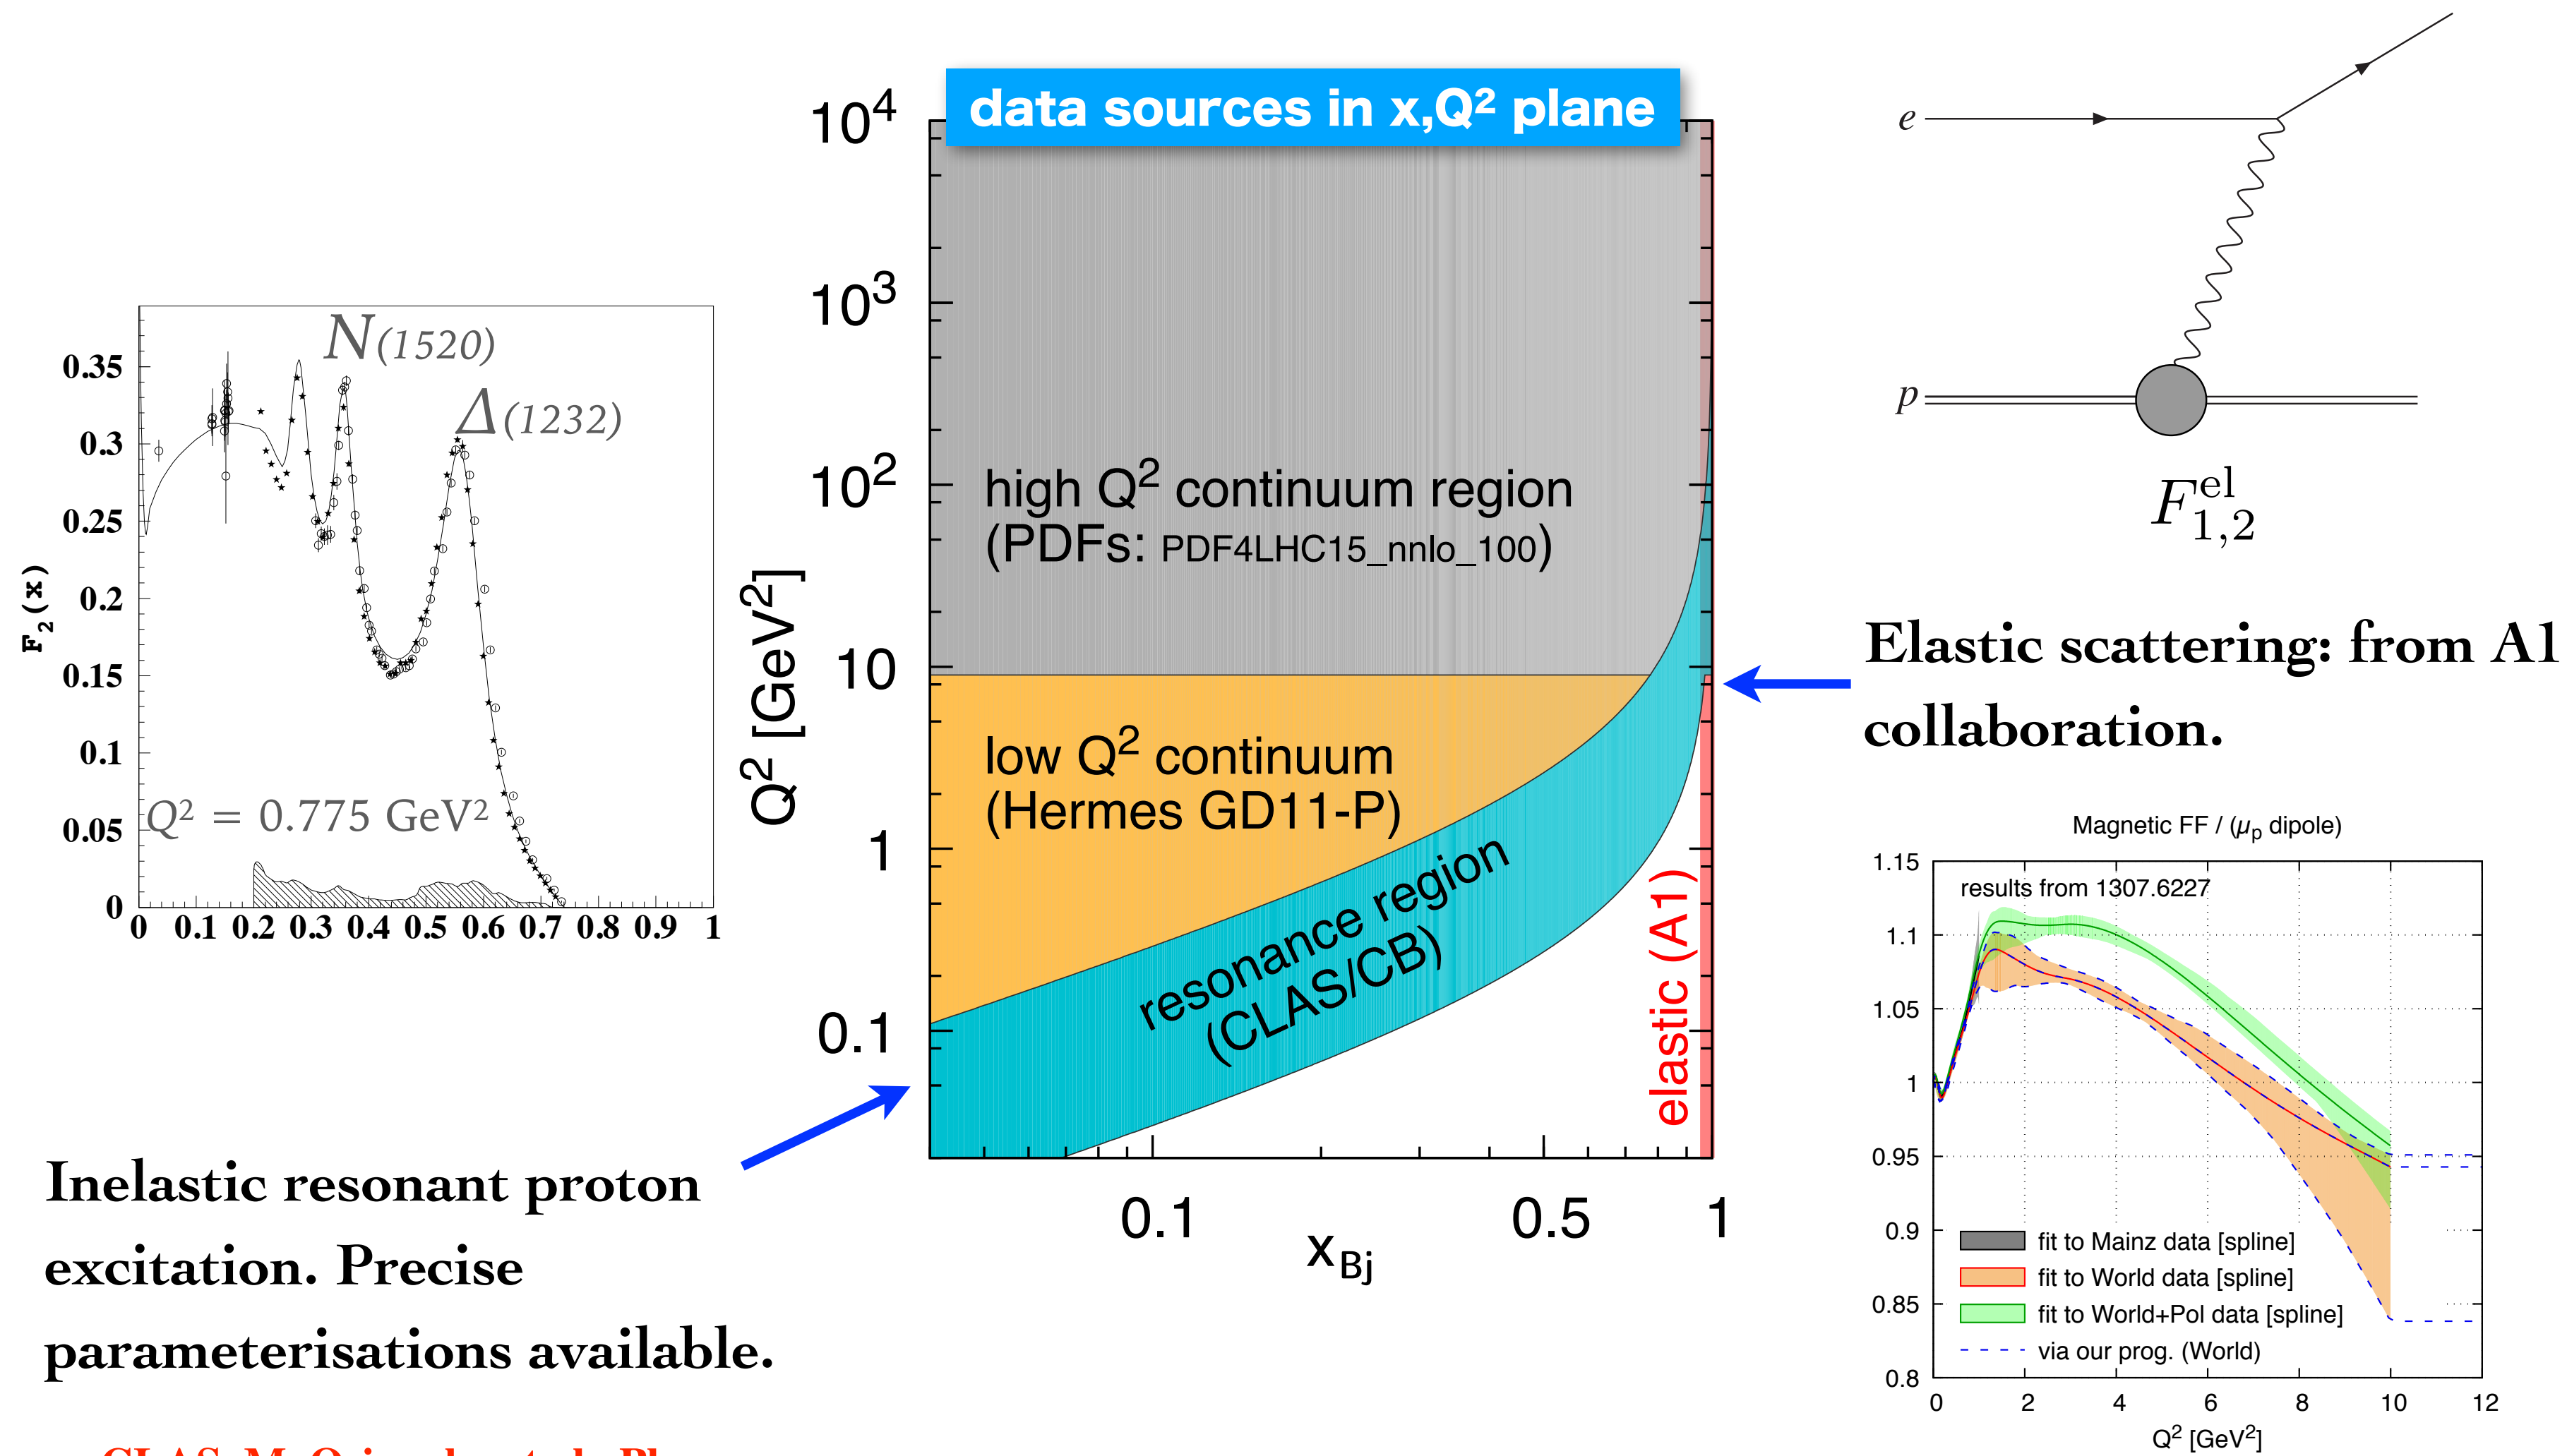 data sources in x,Q² plane
10⁴
10³
10²
10
1
0.1
Q² [GeV²]
high Q² continuum region
(PDFs: PDF4LHC15_nnlo_100)
low Q² continuum
(Hermes GD11-P)
resonance region
(CLAS/CB)
elastic (A1)
0.1
0.5
1
x_Bj
N(1520)
Δ(1232)
0.35
0.3
0.25
0.2
0.15
0.1
0.05
0
F₂(x)
Q² = 0.775 GeV²
0 0.1 0.2 0.3 0.4 0.5 0.6 0.7 0.8 0.9 1
Inelastic resonant proton
excitation. Precise
parameterisations available.
e
p
F^el_1,2
Elastic scattering: from A1
collaboration.
Magnetic FF / (μ_p dipole)
1.15
1.1
1.05
1
0.95
0.9
0.85
0.8
results from 1307.6227
fit to Mainz data [spline]
fit to World data [spline]
fit to World+Pol data [spline]
via our prog. (World)
0 2 4 6 8 10 12
Q² [GeV²]